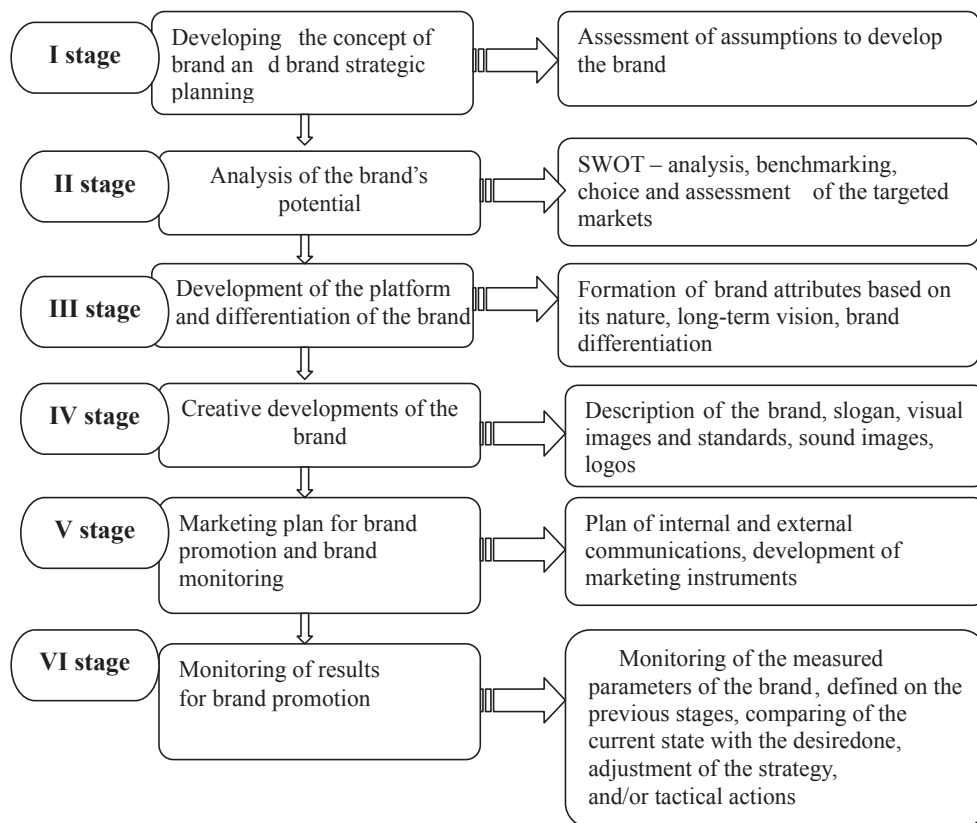 I stage
Developing the concept of
brand an d brand strategic
planning
Assessment of assumptions to develop
the brand
II stage
Analysis of the brand's
potential
SWOT – analysis, benchmarking,
choice and assessment of the targeted
markets
III stage
Development of the platform
and differentiation of the brand
Formation of brand attributes based on
its nature, long-term vision, brand
differentiation
IV stage
Creative developments of the
brand
Description of the brand, slogan, visual
images and standards, sound images,
logos
V stage
Marketing plan for brand
promotion and brand
monitoring
Plan of internal and external
communications, development of
marketing instruments
VI stage
Monitoring of results
for brand promotion
Monitoring of the measured
parameters of the brand, defined on the
previous stages, comparing of the
current state with the desiredone,
adjustment of the strategy,
and/or tactical actions